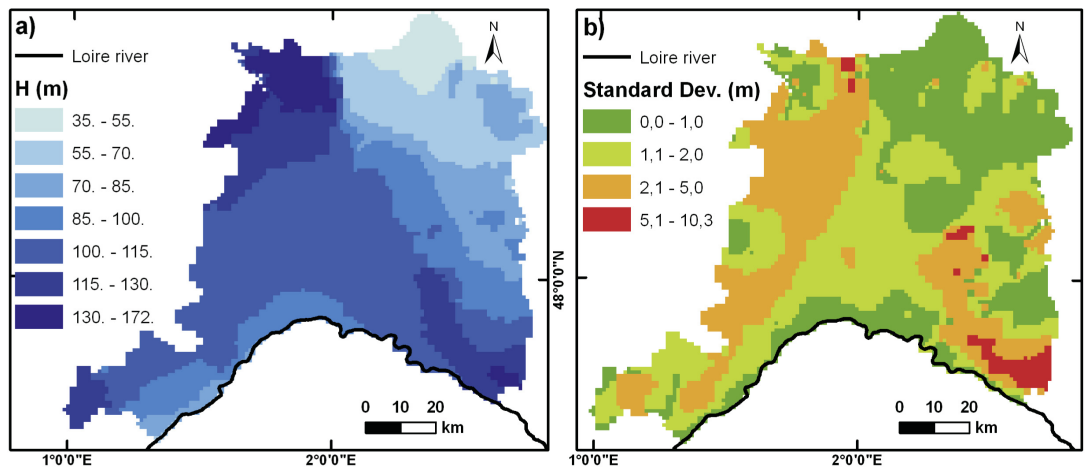 a)
N
Loire river
H (m)
35. - 55.
55. - 70.
70. - 85.
85. - 100.
100. - 115.
115. - 130.
130. - 172.
0 10 20
km
1°0'0"E
2°0'0"E
48°0'0"N
b)
N
Loire river
Standard Dev. (m)
0,0 - 1,0
1,1 - 2,0
2,1 - 5,0
5,1 - 10,3
0 10 20
km
1°0'0"E
2°0'0"E